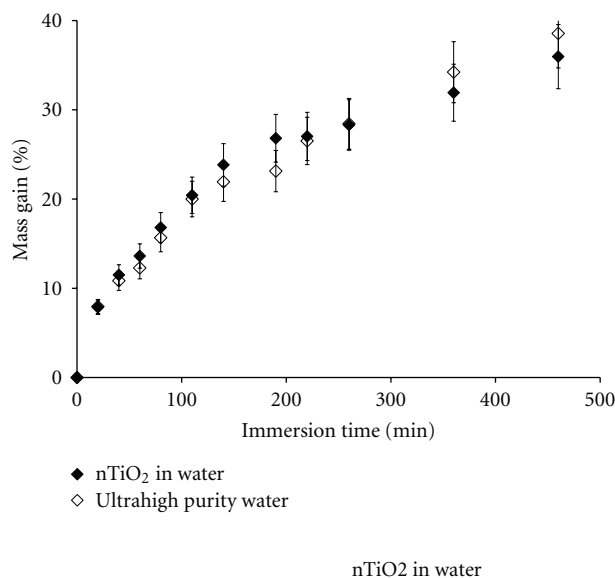 40
30
20
10
0
Mass gain (%)
0 100 200 300 400 500
Immersion time (min)
nTiO₂ in water
Ultrahigh purity water
nTiO2 in water